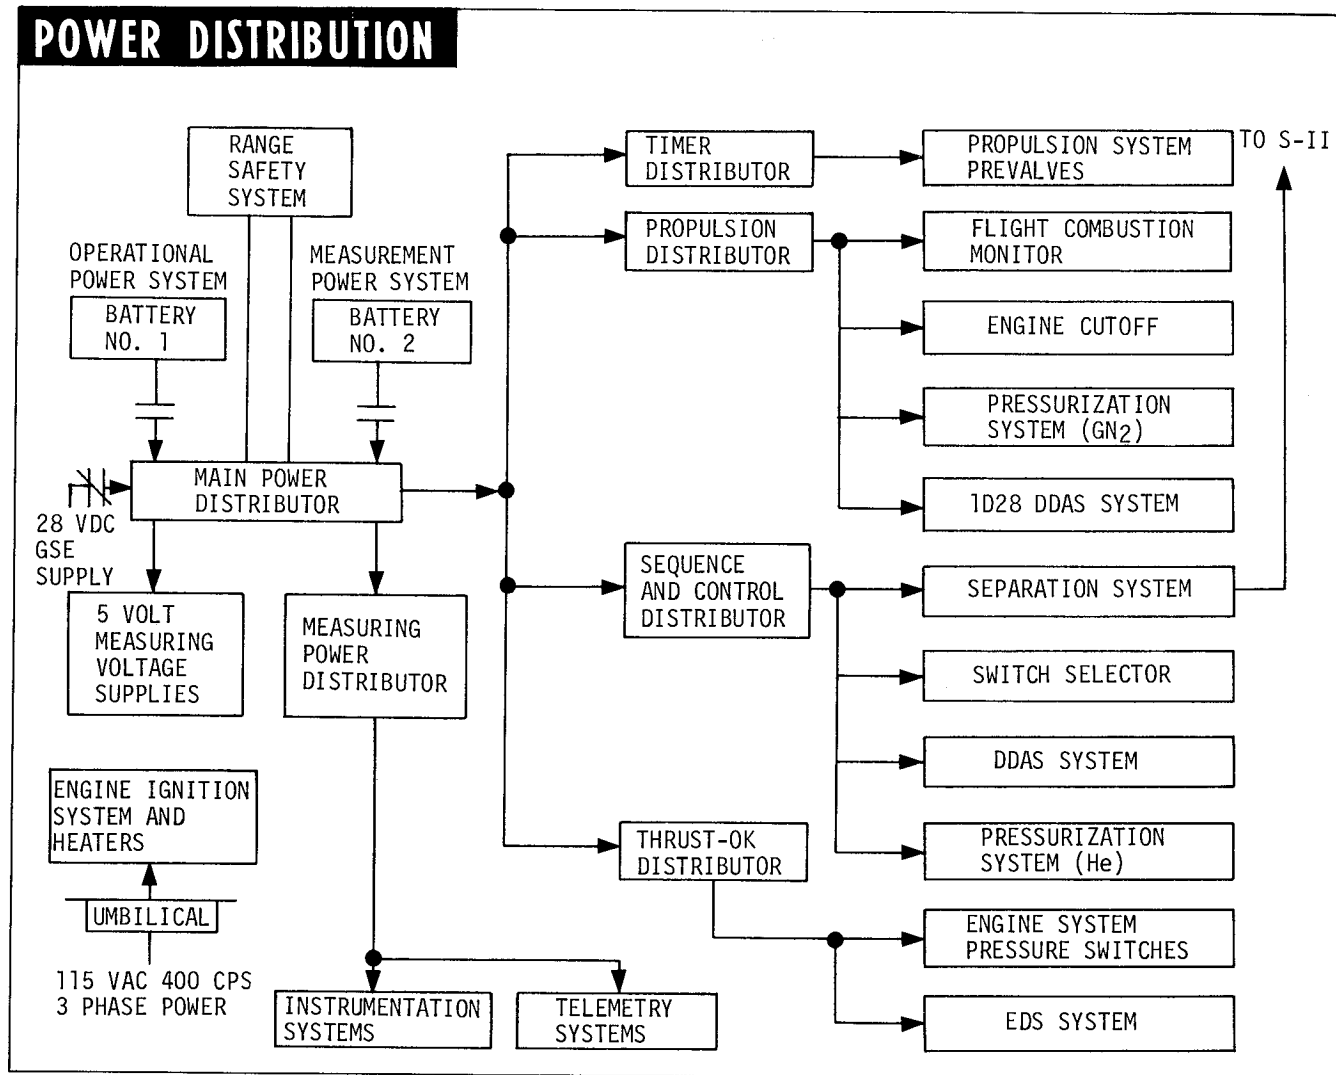 POWER DISTRIBUTION
RANGE
SAFETY
SYSTEM
OPERATIONAL
POWER SYSTEM
BATTERY
NO. 1
MEASUREMENT
POWER SYSTEM
BATTERY
NO. 2
MAIN POWER
DISTRIBUTOR
28 VDC
GSE
SUPPLY
5 VOLT
MEASURING
VOLTAGE
SUPPLIES
MEASURING
POWER
DISTRIBUTOR
ENGINE IGNITION
SYSTEM AND
HEATERS
UMBILICAL
115 VAC 400 CPS
3 PHASE POWER
INSTRUMENTATION
SYSTEMS
TELEMETRY
SYSTEMS
TIMER
DISTRIBUTOR
PROPULSION
DISTRIBUTOR
SEQUENCE
AND CONTROL
DISTRIBUTOR
THRUST-OK
DISTRIBUTOR
PROPULSION SYSTEM
PREVALVES
TO S-II
FLIGHT COMBUSTION
MONITOR
ENGINE CUTOFF
PRESSURIZATION
SYSTEM (GN2)
1D28 DDAS SYSTEM
SEPARATION SYSTEM
SWITCH SELECTOR
DDAS SYSTEM
PRESSURIZATION
SYSTEM (He)
ENGINE SYSTEM
PRESSURE SWITCHES
EDS SYSTEM